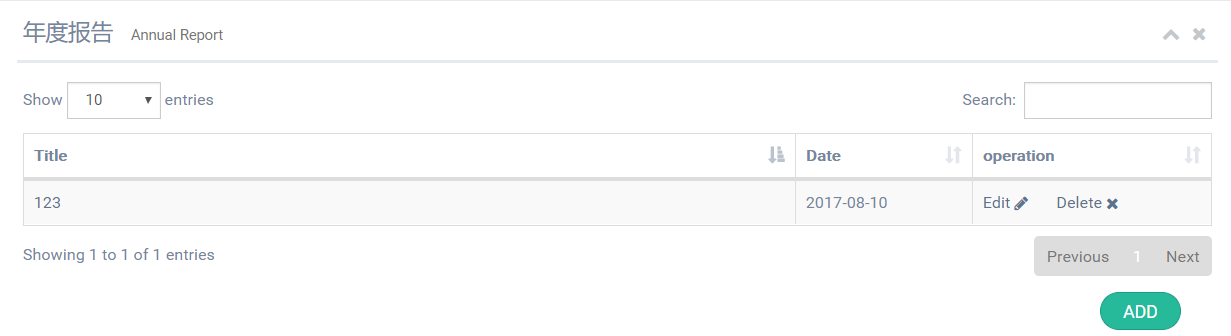 年度报告 Annual Report
Show 10 entries Search:
Title Date operation
123 2017-08-10 Edit Delete
Showing 1 to 1 of 1 entries Previous 1 Next
ADD